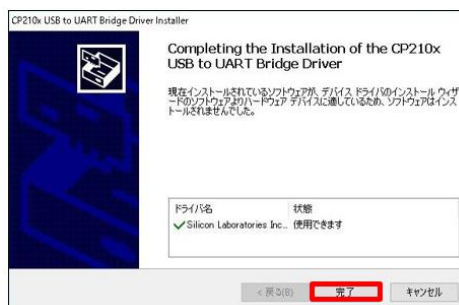 CP210x USB to UART Bridge Driver Installer
Completing the Installation of the CP210x
USB to UART Bridge Driver
現在インストールされているソフトウェアが、デバイス ドライバのインストール ウィザ
ードのソフトウェアよりハードウェア デバイスに適しているため、ソフトウェアはインス
トールされませんでした。
ドライバ名 状態
Silicon Laboratories Inc... 使用できます
< 戻る(B) 完了 キャンセル